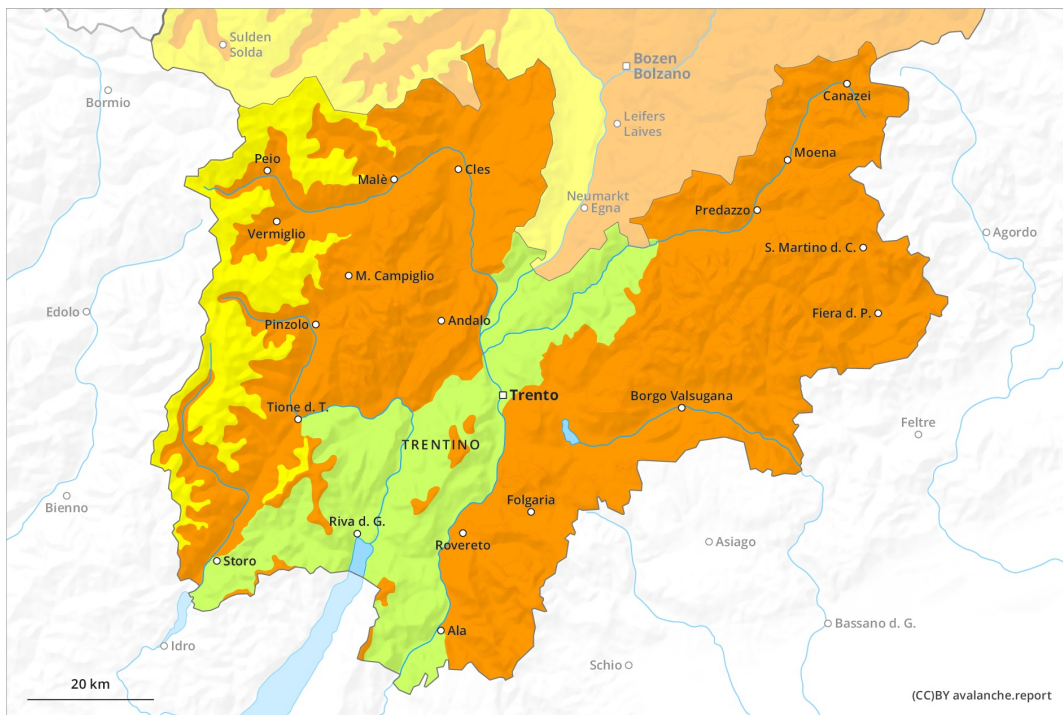 Sulden
Solda
Bozen
Bolzano
Bormio
Canazei
Leifers
Laives
Peio
Malè
Cles
Moena
Neumarkt
Egna
Predazzo
Vermiglio
Agordo
S. Martino d. C.
M. Campiglio
Edolo
Pinzolo
Andalo
Fiera d. P.
Trento
Borgo Valsugana
Tione d. T.
Feltre
TRENTINO
Bienno
Folgaria
Riva d. G.
Rovereto
Asiago
Storo
Ala
Bassano d. G.
Idro
Schio
20 km
(CC)BY avalanche.report